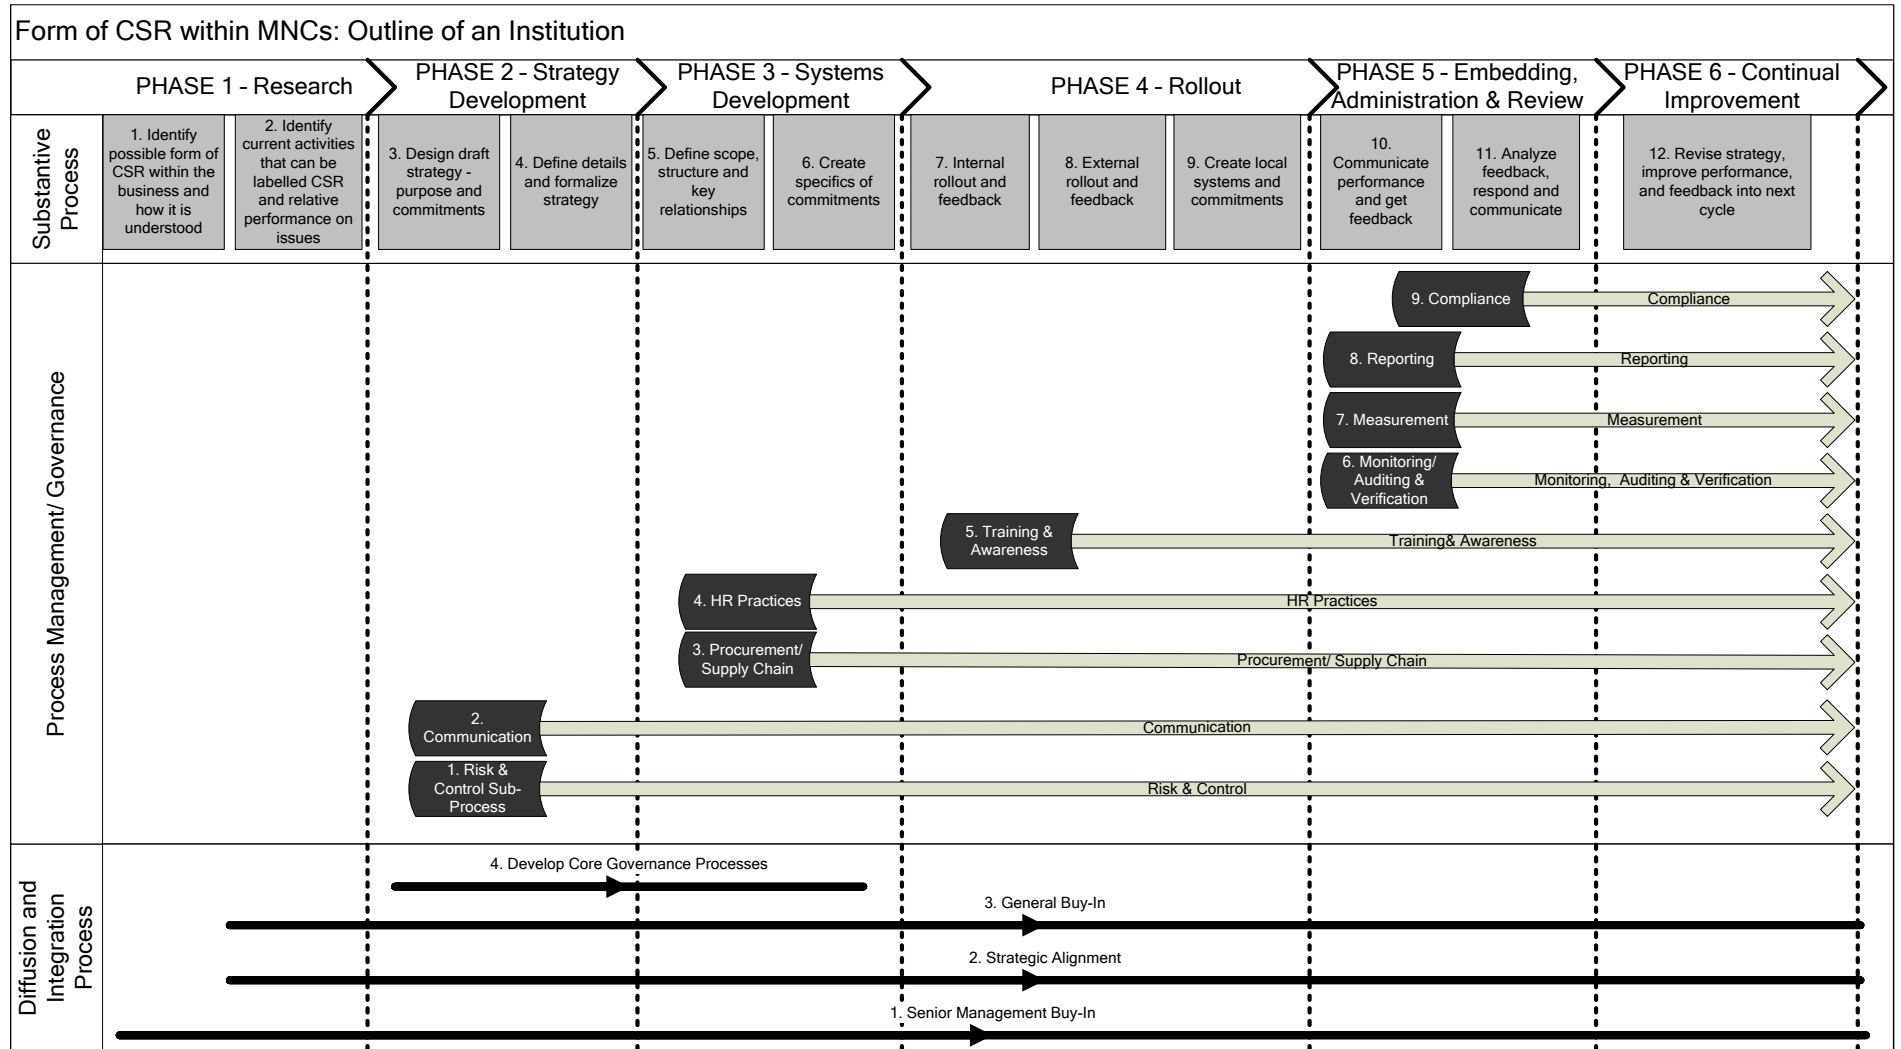 Form of CSR within MNCs: Outline of an Institution
PHASE 1 - Research
PHASE 2 - Strategy
Development
PHASE 3 - Systems
Development
PHASE 4 - Rollout
PHASE 5 - Embedding,
Administration & Review
PHASE 6 - Continual
Improvement
Substantive
Process
1. Identify
possible form of
CSR within the
business and
how it is
understood
2. Identify
current activities
that can be
labelled CSR
and relative
performance on
issues
3. Design draft
strategy -
purpose and
commitments
4. Define details
and formalize
strategy
5. Define scope,
structure and
key
relationships
6. Create
specifics of
commitments
7. Internal
rollout and
feedback
8. External
rollout and
feedback
9. Create local
systems and
commitments
10.
Communicate
performance
and get
feedback
11. Analyze
feedback,
respond and
communicate
12. Revise strategy,
improve performance,
and feedback into next
cycle
Process Management/ Governance
9. Compliance
Compliance
8. Reporting
Reporting
7. Measurement
Measurement
6. Monitoring/
Auditing &
Verification
Monitoring,  Auditing & Verification
5. Training &
Awareness
Training& Awareness
4. HR Practices
HR Practices
3. Procurement/
Supply Chain
Procurement/ Supply Chain
2.
Communication
Communication
1. Risk &
Control Sub-
Process
Risk & Control
Diffusion and
Integration
Process
4. Develop Core Governance Processes
3. General Buy-In
2. Strategic Alignment
1. Senior Management Buy-In